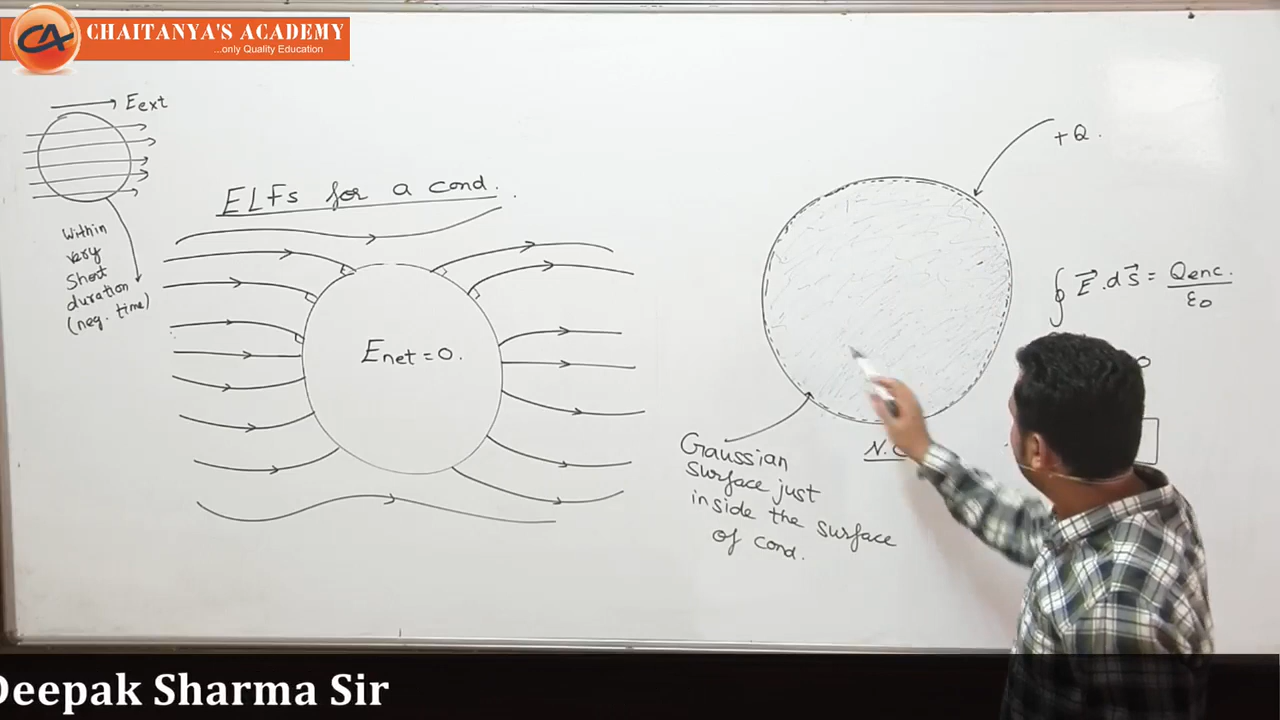 CHAITANYA'S ACADEMY
...only Quality Education
CA
Eext
Within
very
Short
duration
(neg. time)
ELFs for a cond.
Enet = 0.
+Q.
∮ E⃗ . dS⃗ = Qenc. / ε0
Gaussian
surface just
inside the surface
of cond.
Deepak Sharma Sir